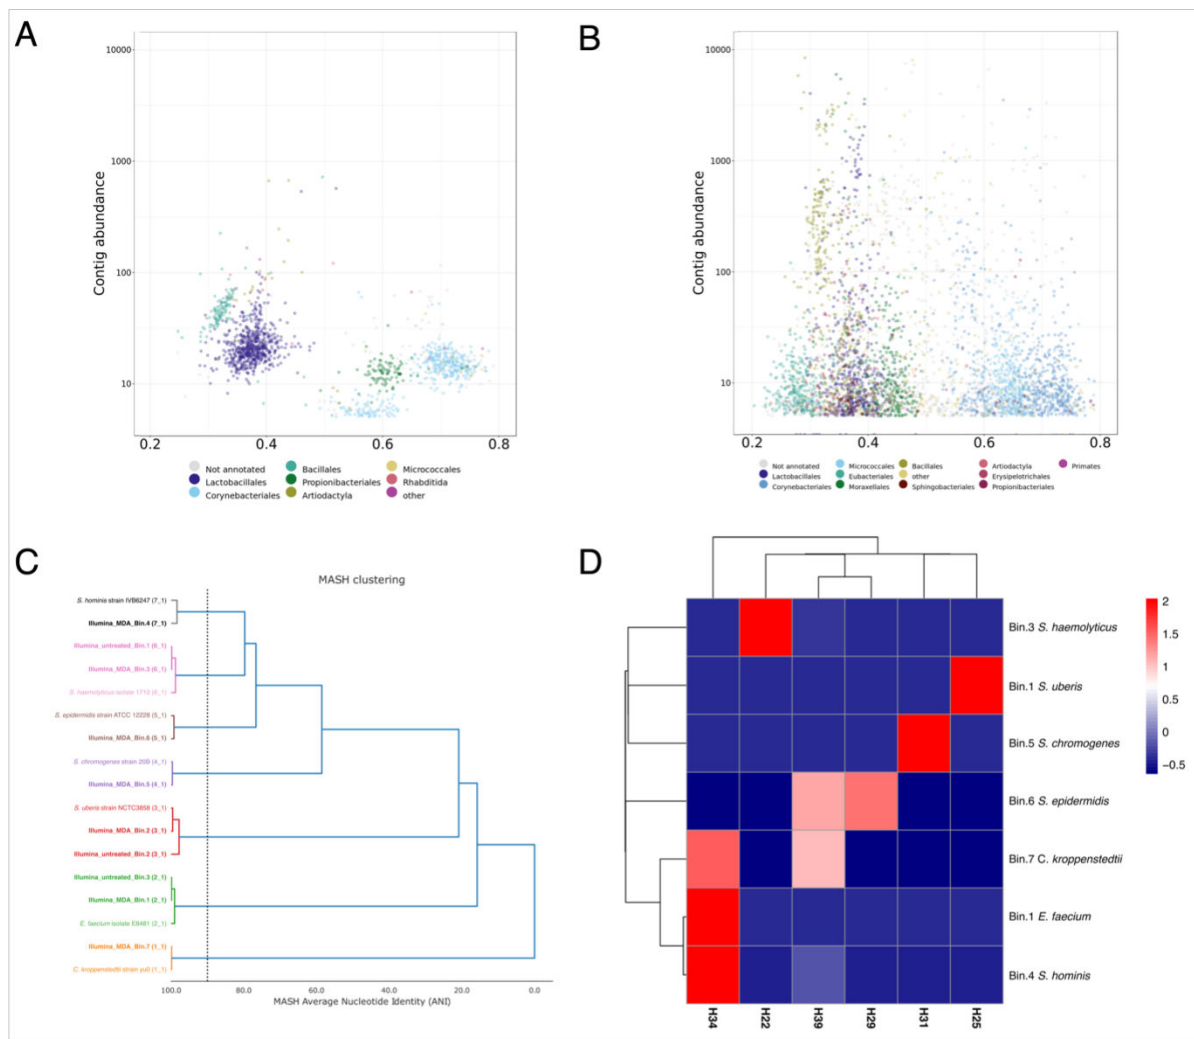 A
B
Contig abundance
10000
1000
100
10
0.2
0.4
0.6
0.8
Not annotated
Bacillales
Micrococcales
Lactobacillales
Propionibacteriales
Rhabditida
Corynebacteriales
Artiodactyla
other
Contig abundance
10000
1000
100
10
0.2
0.4
0.6
0.8
Not annotated
Micrococcales
Bacillales
Artiodactyla
Primates
Lactobacillales
Eubacteriales
other
Erysipelotrichales
Corynebacteriales
Moraxellales
Sphingobacteriales
Propionibacteriales
C
MASH clustering
S. hominis strain IVB6247 (7_1)
Illumina_MDA_Bin.4 (7_1)
Illumina_untreated_Bin.1 (6_1)
Illumina_MDA_Bin.3 (6_1)
S. haemolyticus isolate 1710 (6_1)
S. epidermidis strain ATCC 12228 (5_1)
Illumina_MDA_Bin.6 (5_1)
S. chromogenes strain 20B (4_1)
Illumina_MDA_Bin.5 (4_1)
S. uberis strain NCTC3858 (3_1)
Illumina_MDA_Bin.2 (3_1)
Illumina_untreated_Bin.2 (3_1)
Illumina_untreated_Bin.3 (2_1)
Illumina_MDA_Bin.1 (2_1)
E. faecium isolate E8481 (2_1)
Illumina_MDA_Bin.7 (1_1)
C. kroppenstedtii strain yu01 (1_1)
100.0
80.0
60.0
40.0
20.0
0.0
MASH Average Nucleotide Identity (ANI)
D
Bin.3 S. haemolyticus
Bin.1 S. uberis
Bin.5 S. chromogenes
Bin.6 S. epidermidis
Bin.7 C. kroppenstedtii
Bin.1 E. faecium
Bin.4 S. hominis
H34
H22
H39
H29
H31
H25
2
1.5
1
0.5
0
−0.5